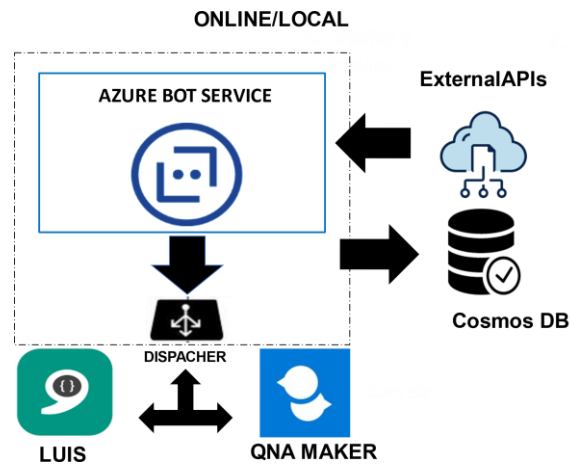 ONLINE/LOCAL
AZURE BOT SERVICE
ExternalAPIs
Cosmos DB
DISPACHER
{ }
LUIS
QNA MAKER